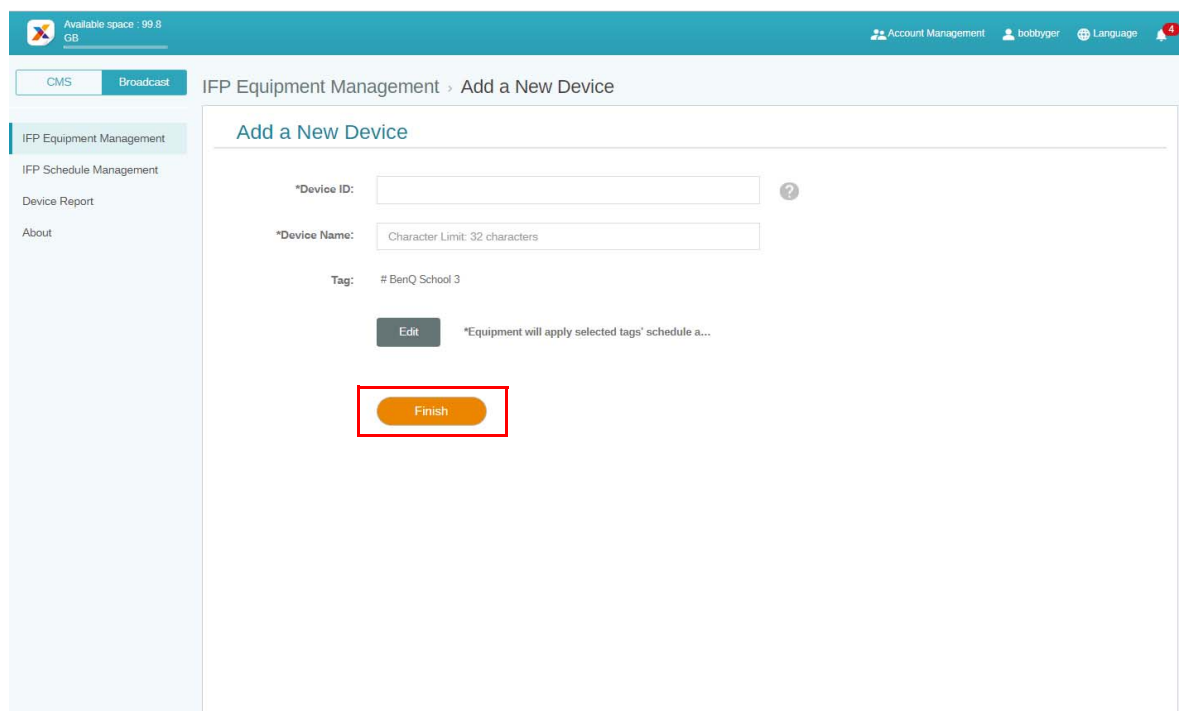 Available space : 99.8
GB
Account Management
bobbyger
Language
4
CMS
Broadcast
IFP Equipment Management › Add a New Device
IFP Equipment Management
IFP Schedule Management
Device Report
About
Add a New Device
*Device ID:
?
*Device Name:
Character Limit: 32 characters
Tag:
# BenQ School 3
Edit
*Equipment will apply selected tags' schedule a...
Finish